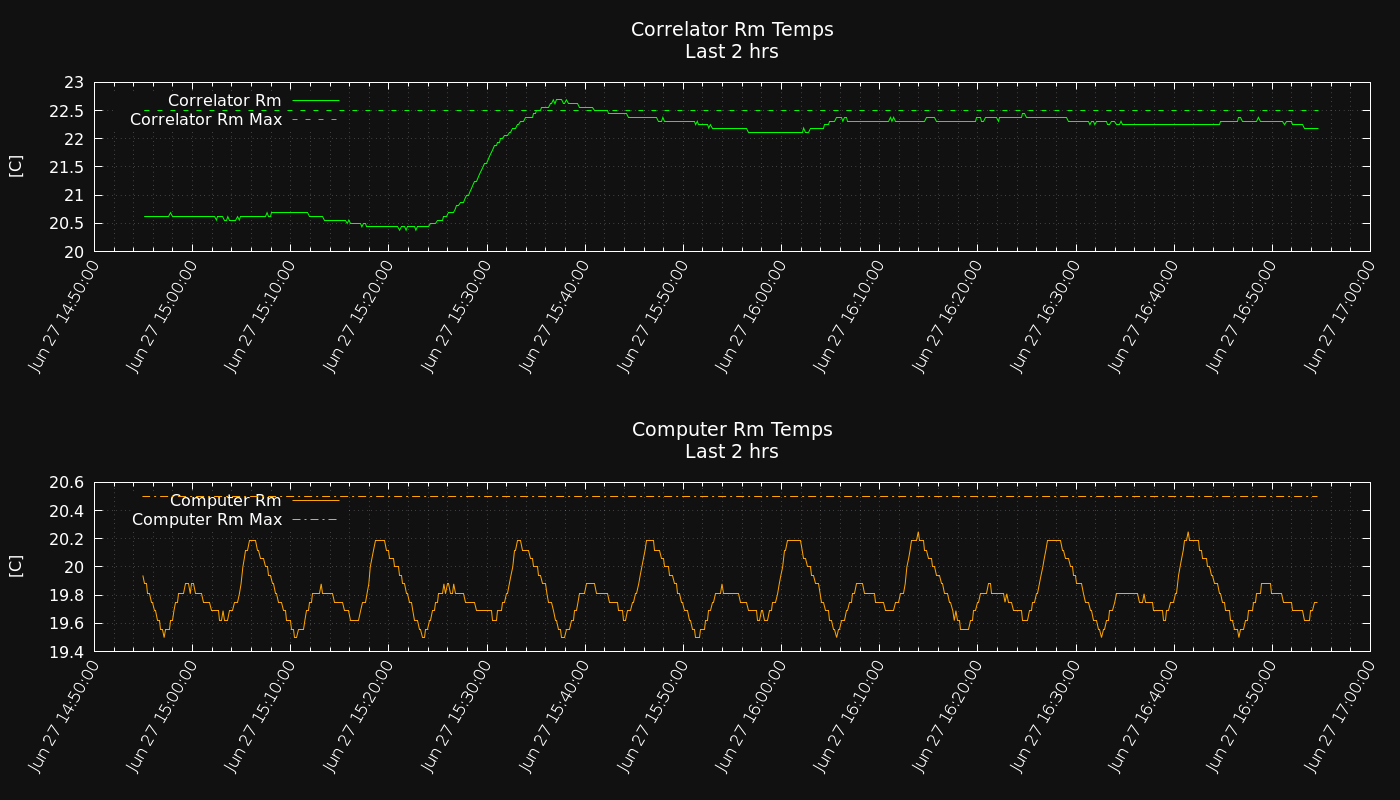 Correlator Rm Temps
Last 2 hrs
[C]
23
22.5
22
21.5
21
20.5
20
Correlator Rm
Correlator Rm Max
Jun 27 14:50:00
Jun 27 15:00:00
Jun 27 15:10:00
Jun 27 15:20:00
Jun 27 15:30:00
Jun 27 15:40:00
Jun 27 15:50:00
Jun 27 16:00:00
Jun 27 16:10:00
Jun 27 16:20:00
Jun 27 16:30:00
Jun 27 16:40:00
Jun 27 16:50:00
Jun 27 17:00:00
Computer Rm Temps
Last 2 hrs
[C]
20.6
20.4
20.2
20
19.8
19.6
19.4
Computer Rm
Computer Rm Max
Jun 27 14:50:00
Jun 27 15:00:00
Jun 27 15:10:00
Jun 27 15:20:00
Jun 27 15:30:00
Jun 27 15:40:00
Jun 27 15:50:00
Jun 27 16:00:00
Jun 27 16:10:00
Jun 27 16:20:00
Jun 27 16:30:00
Jun 27 16:40:00
Jun 27 16:50:00
Jun 27 17:00:00